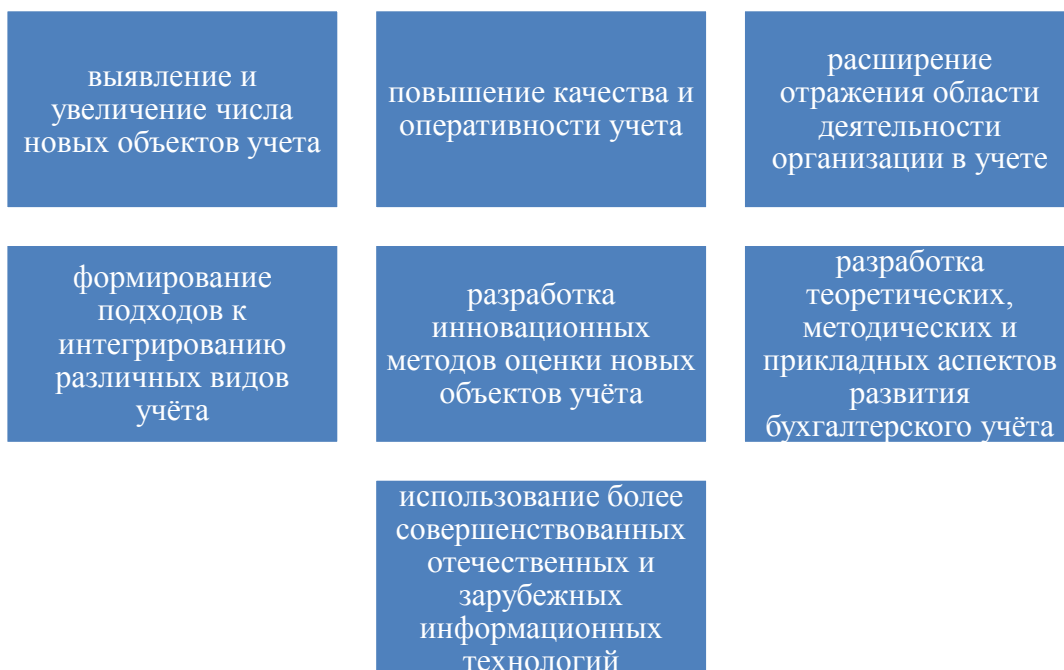 выявление и
увеличение числа
новых объектов учета
повышение качества и
оперативности учета
расширение
отражения области
деятельности
организации в учете
формирование
подходов к
интегрированию
различных видов
учёта
разработка
инновационных
методов оценки новых
объектов учёта
разработка
теоретических,
методических и
прикладных аспектов
развития
бухгалтерского учёта
использование более
совершенствованных
отечественных и
зарубежных
информационных
технологий